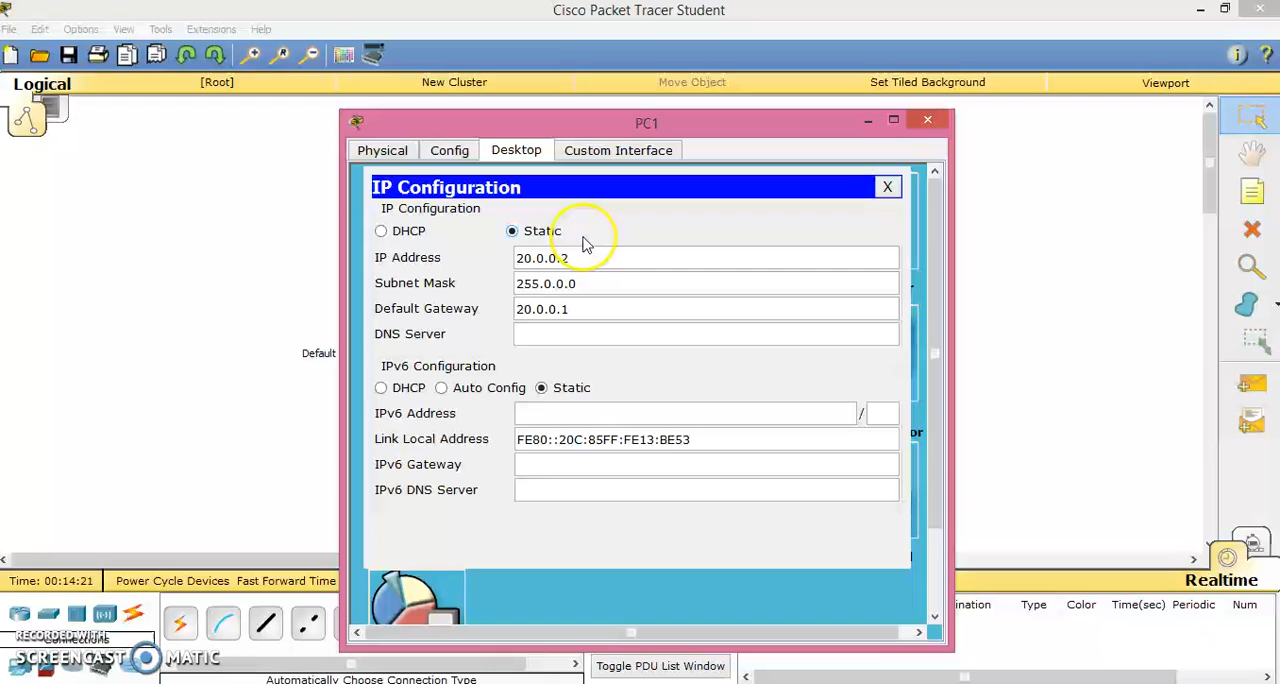 Cisco Packet Tracer Student
File Edit Options View Tools Extensions Help
Logical [Root] New Cluster Move Object Set Tiled Background Viewport
PC1
Physical Config Desktop Custom Interface
IP Configuration X
IP Configuration
DHCP Static
IP Address 20.0.0.2
Subnet Mask 255.0.0.0
Default Gateway 20.0.0.1
DNS Server
Default
IPv6 Configuration
DHCP Auto Config Static
IPv6 Address /
or
Link Local Address FE80::20C:85FF:FE13:BE53
IPv6 Gateway
IPv6 DNS Server
Time: 00:14:21 Power Cycle Devices Fast Forward Time
Realtime
ination Type Color Time(sec) Periodic Num
RECORDED WITH
Connections
SCREENCAST MATIC
Toggle PDU List Window
Automatically Choose Connection Type